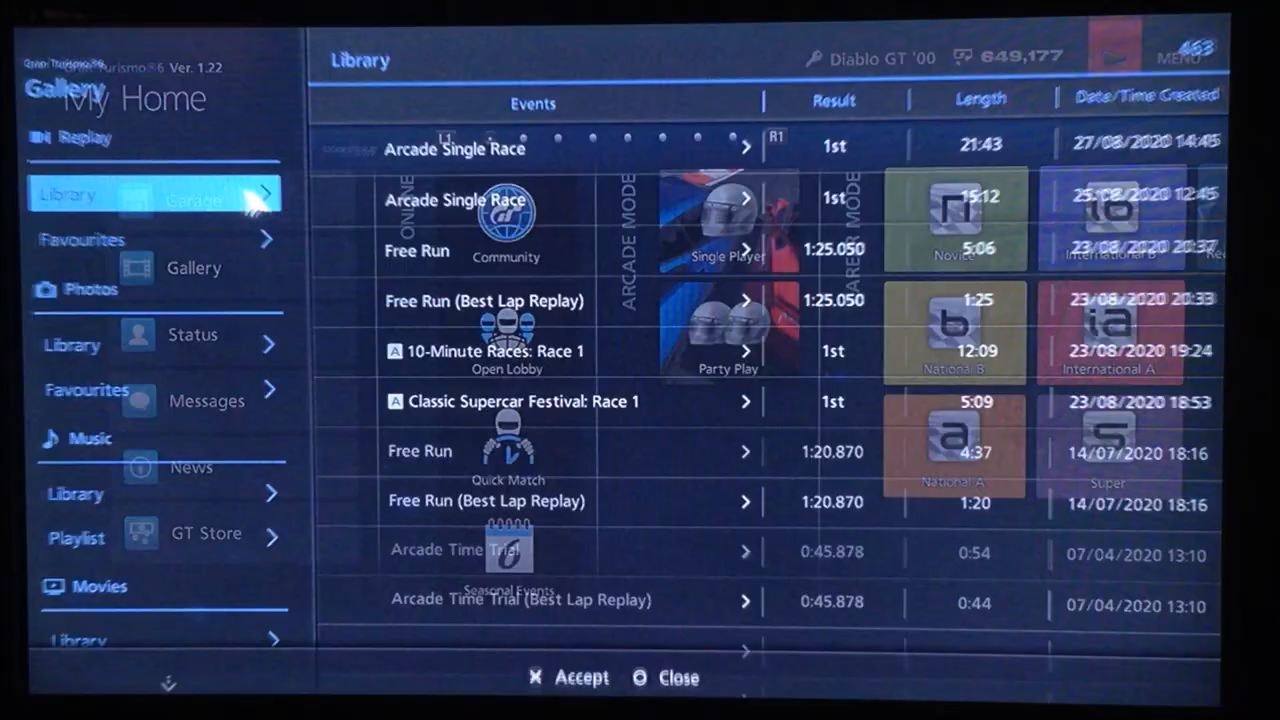 Gran Turismo®6 Ver. 1.22
Gallery
My Home
Replay
Library
Garage
Favourites
Gallery
Photos
Status
Library
Favourites
Messages
Music
News
Library
GT Store
Playlist
Movies
Library
Library
Diablo GT '00
649,177
MENU
463
Events Result Length Date/Time Created
L1
R1
Arcade Single Race 1st 21:43 27/08/2020 14:45
Arcade Single Race 1st 15:12 25/08/2020 12:45
Free Run 1:25.050 5:06 23/08/2020 20:37
Free Run (Best Lap Replay) 1:25.050 1:25 23/08/2020 20:33
A 10-Minute Races: Race 1 1st 12:09 23/08/2020 19:24
A Classic Supercar Festival: Race 1 1st 5:09 23/08/2020 18:53
Free Run 1:20.870 4:37 14/07/2020 18:16
Free Run (Best Lap Replay) 1:20.870 1:20 14/07/2020 18:16
Arcade Time Trial 0:45.878 0:54 07/04/2020 13:10
Arcade Time Trial (Best Lap Replay) 0:45.878 0:44 07/04/2020 13:10
ONLINE
Community
Open Lobby
Quick Match
6
Seasonal Events
ARCADE MODE
Single Player
Party Play
CAREER MODE
n
Novice
b
National B
a
National A
ib
International B
ia
International A
S
Super
Accept
Close